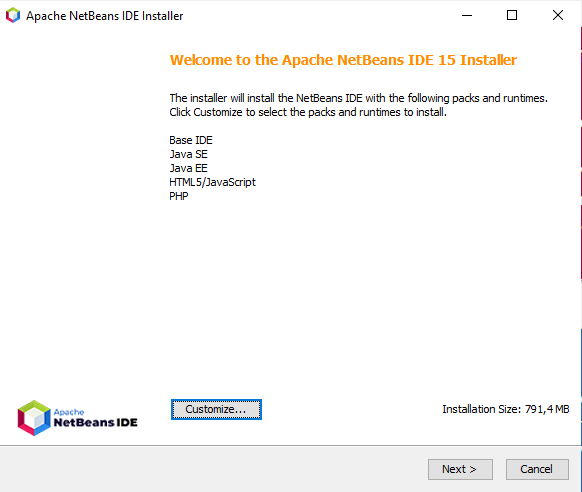 Apache NetBeans IDE Installer
Welcome to the Apache NetBeans IDE 15 Installer
The installer will install the NetBeans IDE with the following packs and runtimes.
Click Customize to select the packs and runtimes to install.
Base IDE
Java SE
Java EE
HTML5/JavaScript
PHP
Apache
NetBeans IDE
Customize...
Installation Size: 791,4 MB
Next >
Cancel